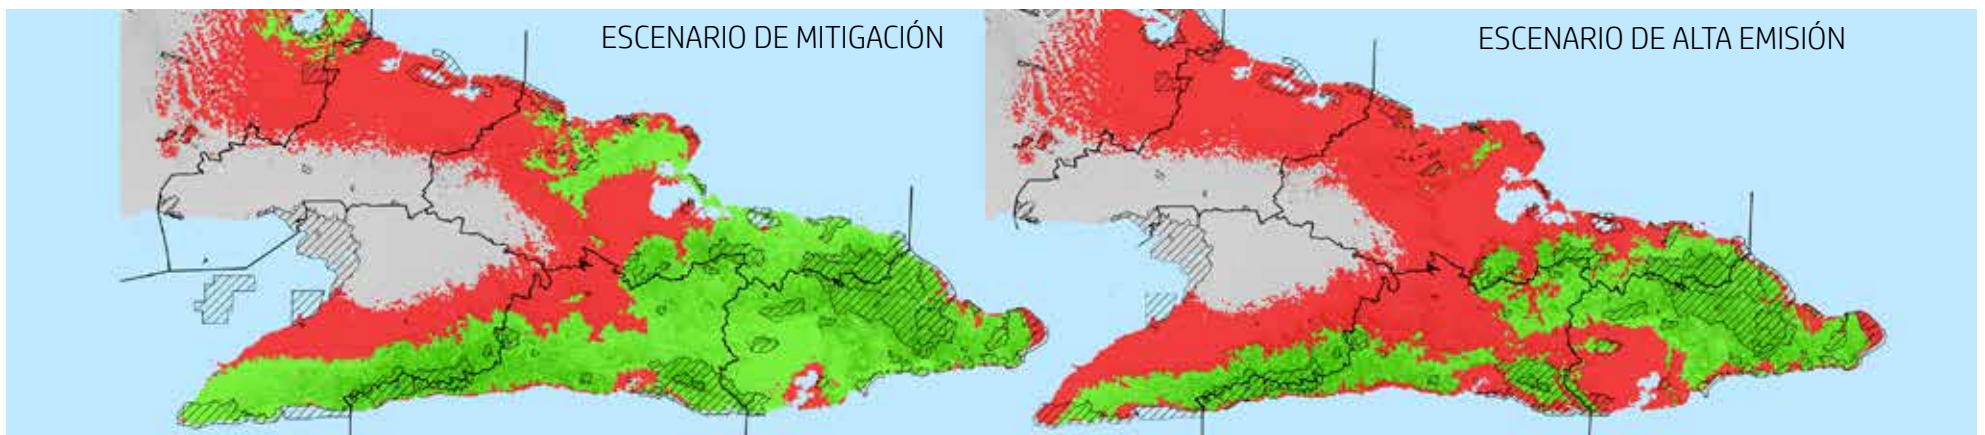 ESCENARIO DE MITIGACIÓN
ESCENARIO DE ALTA EMISIÓN